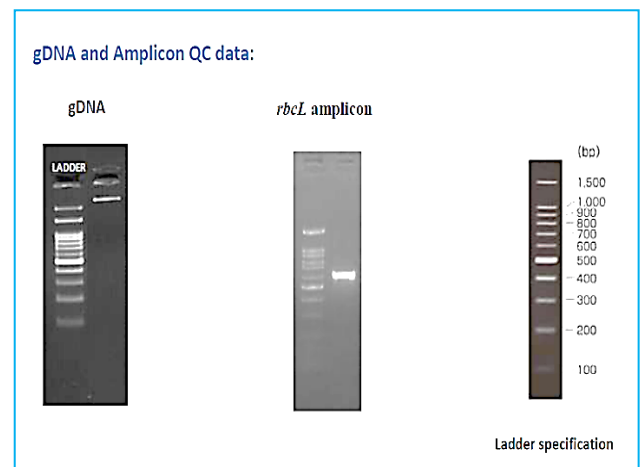 gDNA and Amplicon QC data:
gDNA
rbcL amplicon
LADDER
(bp)
1.500
1.000
900
800
700
600
500
400
300
200
100
Ladder specification